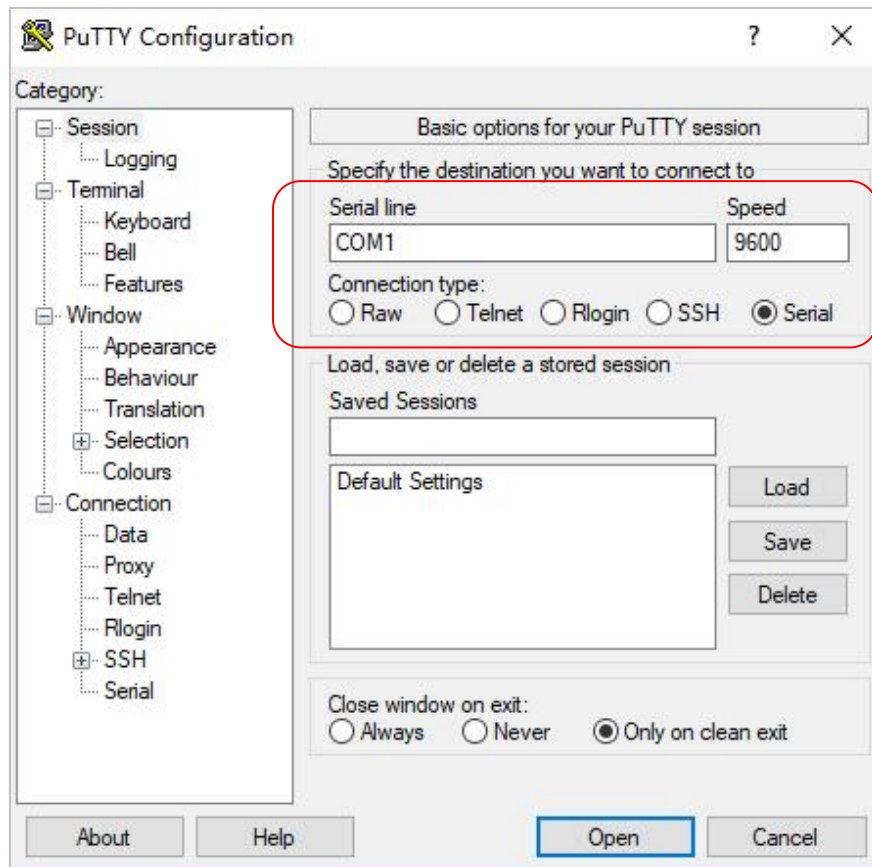 PuTTY Configuration ? ×
Category:
Session
Logging
Terminal
Keyboard
Bell
Features
Window
Appearance
Behaviour
Translation
Selection
Colours
Connection
Data
Proxy
Telnet
Rlogin
SSH
Serial
Basic options for your PuTTY session
Specify the destination you want to connect to
Serial line Speed
COM1 9600
Connection type:
Raw Telnet Rlogin SSH Serial
Load, save or delete a stored session
Saved Sessions
Default Settings
Load
Save
Delete
Close window on exit:
Always Never Only on clean exit
About Help Open Cancel